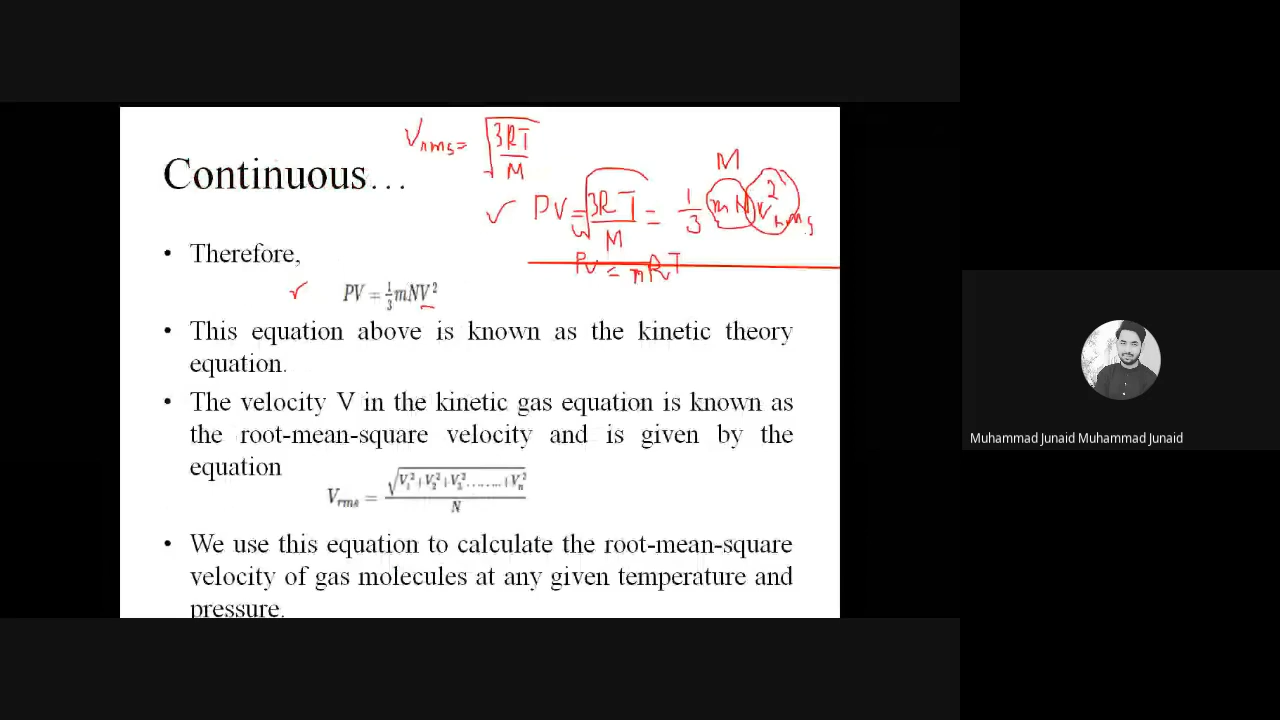 Vrms = √3RT/M
Continuous…
M
✓ PV = √3RT/M = 1/3 mN V²rms
PV = nRT
• Therefore,
✓ PV = 1/3 mNV²
• This equation above is known as the kinetic theory
equation.
• The velocity V in the kinetic gas equation is known as
the root-mean-square velocity and is given by the
equation
Vrms = √V₁²+V₂²+V₃²........+Vₙ² / N
• We use this equation to calculate the root-mean-square
velocity of gas molecules at any given temperature and
pressure.
Muhammad Junaid Muhammad Junaid